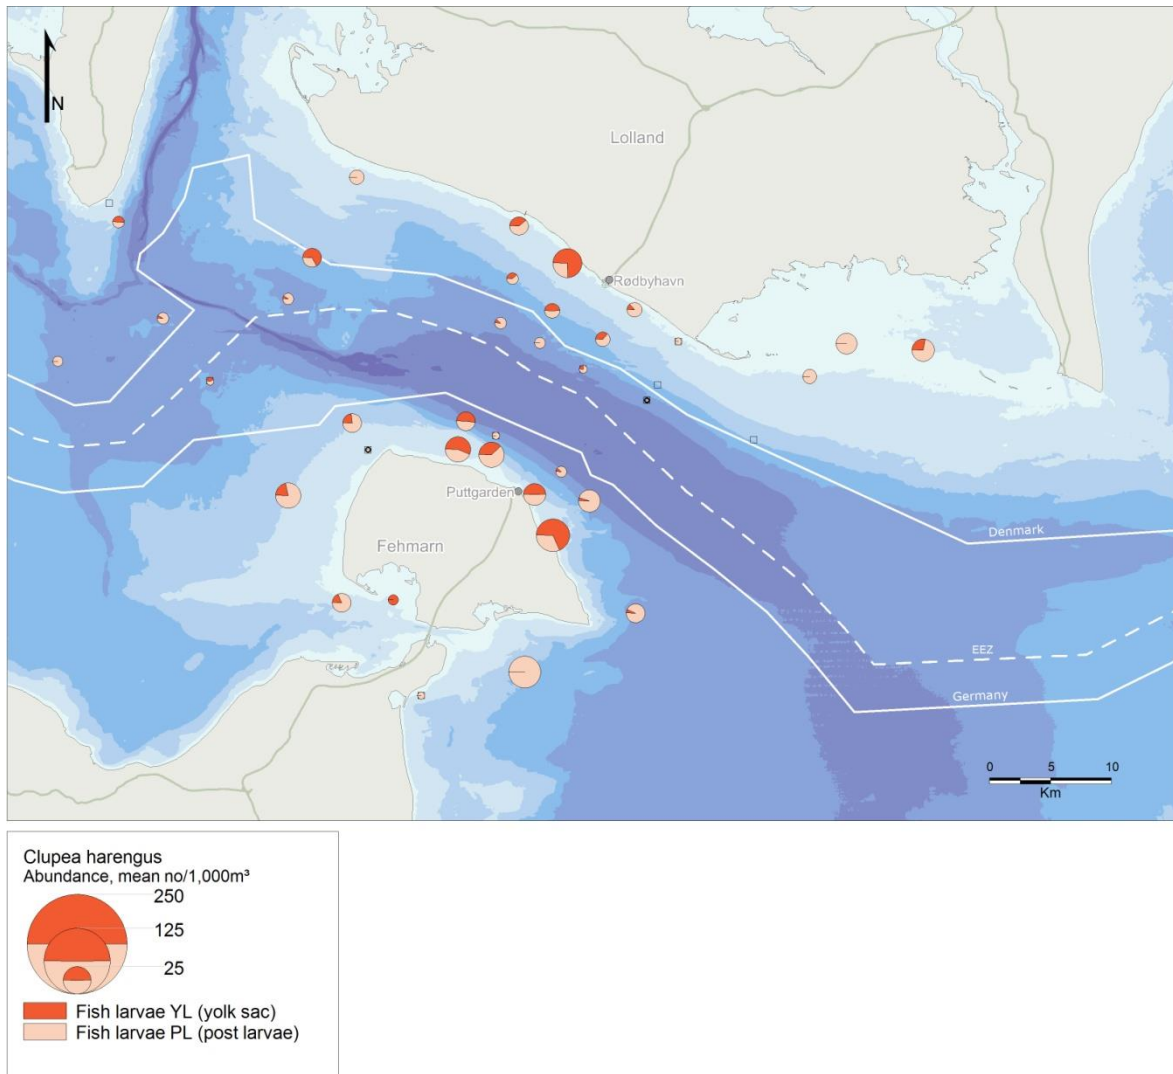 N
Lolland
Rødbyhavn
Puttgarden
Fehmarn
Denmark
EEZ
Germany
0 5 10
Km
Clupea harengus
Abundance, mean no/1,000m³
250
125
25
Fish larvae YL (yolk sac)
Fish larvae PL (post larvae)